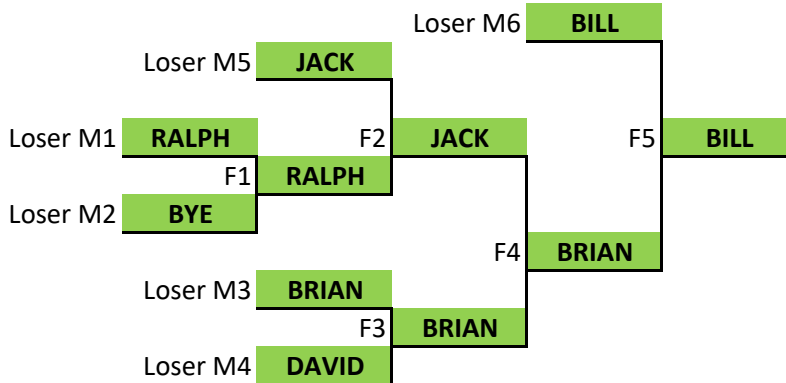 Loser M6 BILL
Loser M5 JACK
Loser M1 RALPH F2 JACK F5 BILL
F1 RALPH
Loser M2 BYE
F4 BRIAN
Loser M3 BRIAN
F3 BRIAN
Loser M4 DAVID